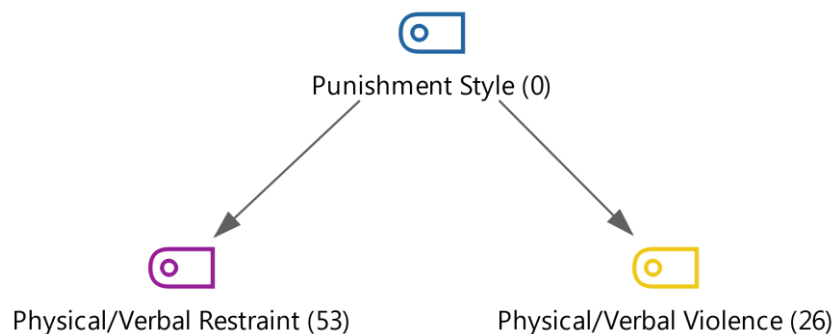 Punishment Style (0)
Physical/Verbal Restraint (53)
Physical/Verbal Violence (26)